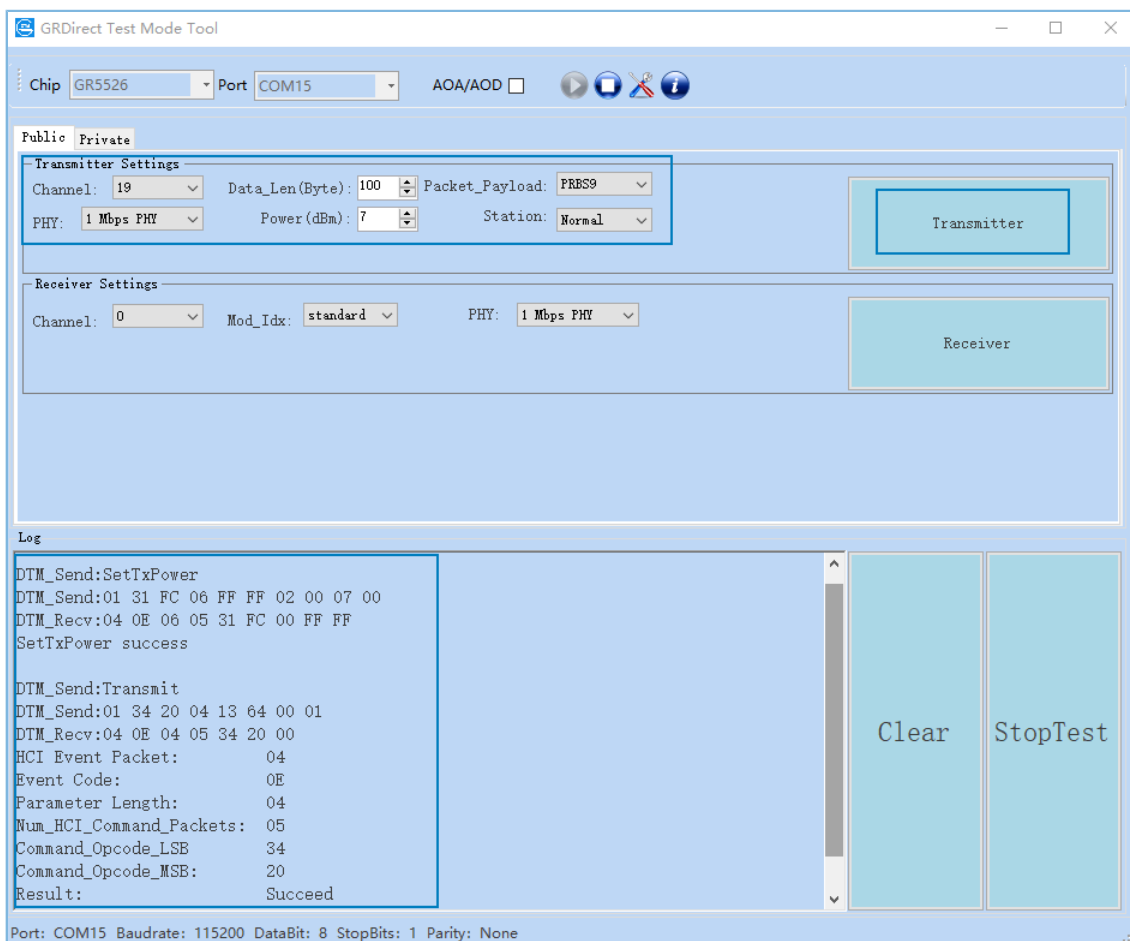 GRDirect Test Mode Tool
Chip GR5526 Port COM15 AOA/AOD
Public Private
Transmitter Settings
Channel: 19 Data_Len(Byte): 100 Packet_Payload: PRBS9
PHY: 1 Mbps PHY Power(dBm): 7 Station: Normal
Transmitter
Receiver Settings
Channel: 0 Mod_Idx: standard PHY: 1 Mbps PHY
Receiver
Log
DTM_Send:SetTxPower
DTM_Send:01 31 FC 06 FF FF 02 00 07 00
DTM_Recv:04 0E 06 05 31 FC 00 FF FF
SetTxPower success
DTM_Send:Transmit
DTM_Send:01 34 20 04 13 64 00 01
DTM_Recv:04 0E 04 05 34 20 00
HCI Event Packet: 04
Event Code: 0E
Parameter Length: 04
Num_HCI_Command_Packets: 05
Command_Opcode_LSB 34
Command_Opcode_MSB: 20
Result: Succeed
Clear
StopTest
Port: COM15 Baudrate: 115200 DataBit: 8 StopBits: 1 Parity: None